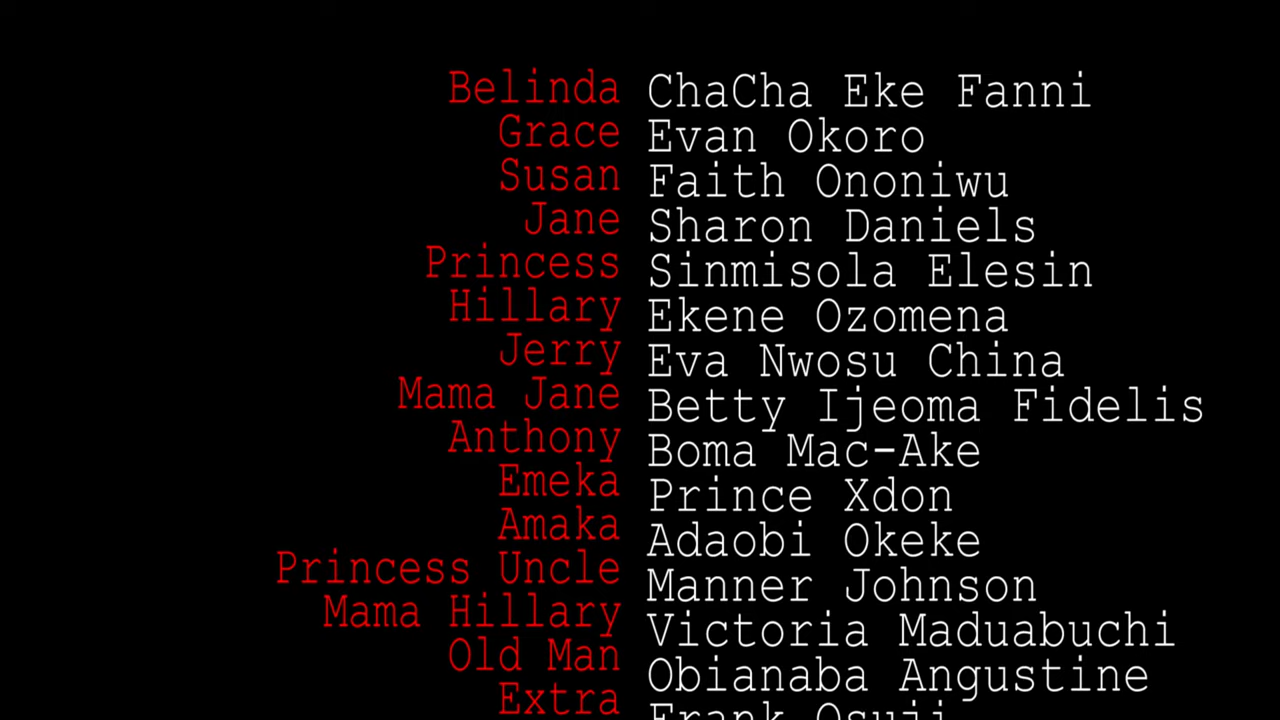 Belinda ChaCha Eke Fanni
Grace Evan Okoro
Susan Faith Ononiwu
Jane Sharon Daniels
Princess Sinmisola Elesin
Hillary Ekene Ozomena
Jerry Eva Nwosu China
Mama Jane Betty Ijeoma Fidelis
Anthony Boma Mac-Ake
Emeka Prince Xdon
Amaka Adaobi Okeke
Princess Uncle Manner Johnson
Mama Hillary Victoria Maduabuchi
Old Man Obianaba Angustine
Extra Frank Osuji